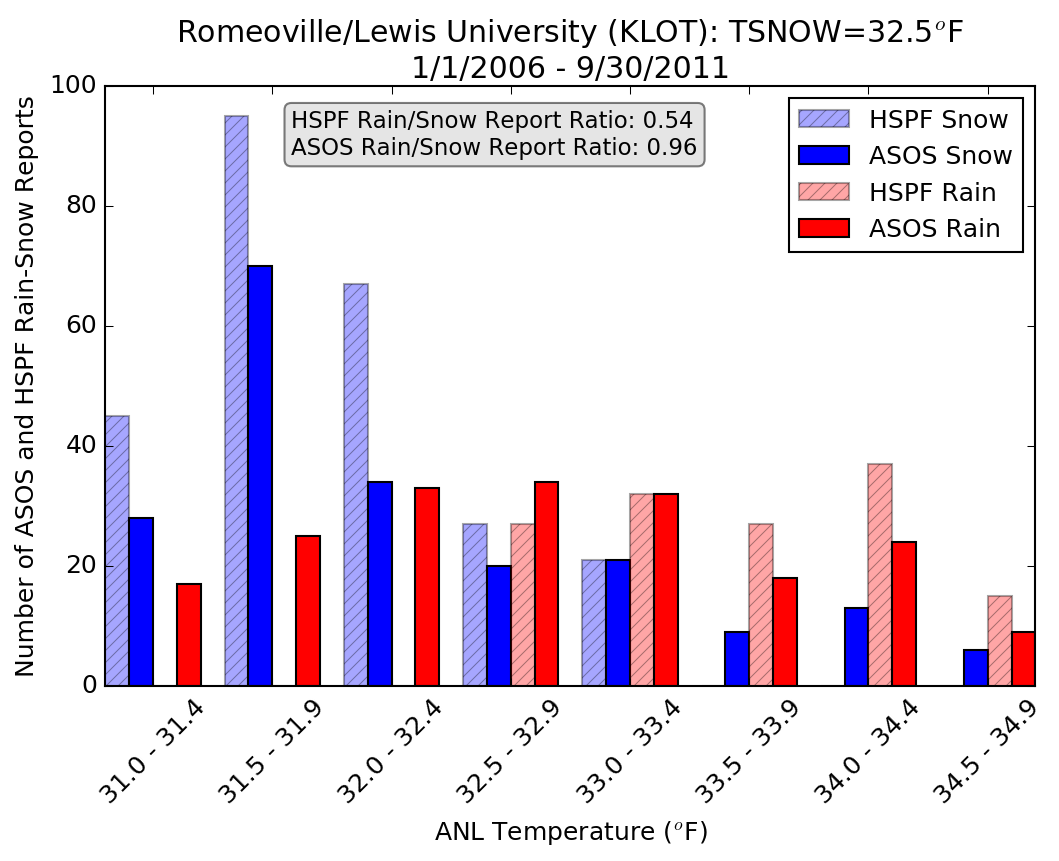 Romeoville/Lewis University (KLOT): TSNOW=32.5°F
1/1/2006 - 9/30/2011
HSPF Rain/Snow Report Ratio: 0.54
ASOS Rain/Snow Report Ratio: 0.96
HSPF Snow
ASOS Snow
HSPF Rain
ASOS Rain
Number of ASOS and HSPF Rain-Snow Reports
100
80
60
40
20
0
31.0 - 31.4
31.5 - 31.9
32.0 - 32.4
32.5 - 32.9
33.0 - 33.4
33.5 - 33.9
34.0 - 34.4
34.5 - 34.9
ANL Temperature (°F)